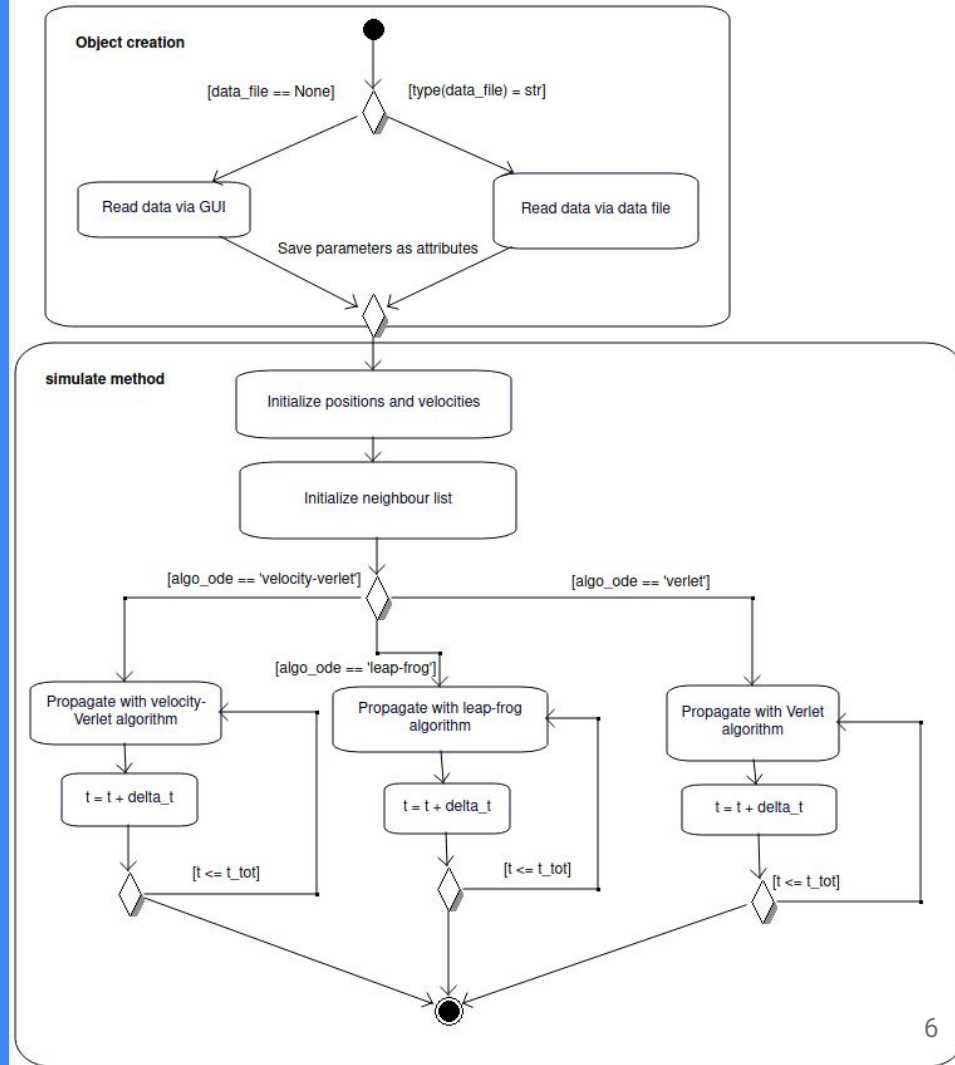 Object creation
[data_file == None]
[type(data_file) = str]
Read data via GUI
Read data via data file
Save parameters as attributes
simulate method
Initialize positions and velocities
Initialize neighbour list
[algo_ode == 'velocity-verlet']
[algo_ode == 'verlet']
[algo_ode == 'leap-frog']
Propagate with velocity-
Verlet algorithm
Propagate with leap-frog
algorithm
Propagate with Verlet
algorithm
t = t + delta_t
t = t + delta_t
t = t + delta_t
[t <= t_tot]
[t <= t_tot]
[t <= t_tot]
6